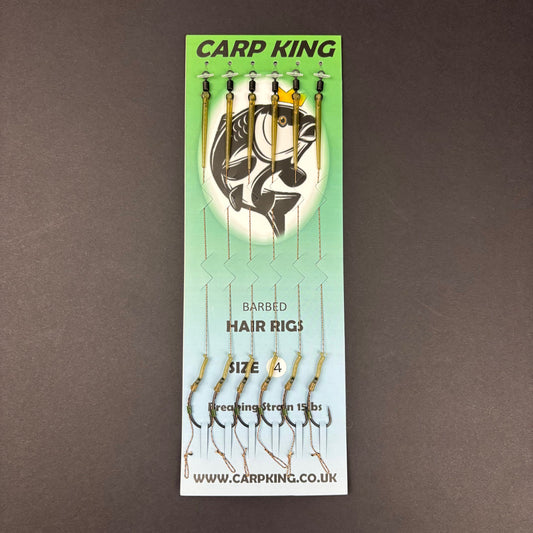 CARP KING
BARBED
HAIR RIGS
SIZE 4
Breaking Strain 15lbs
WWW.CARPKING.CO.UK